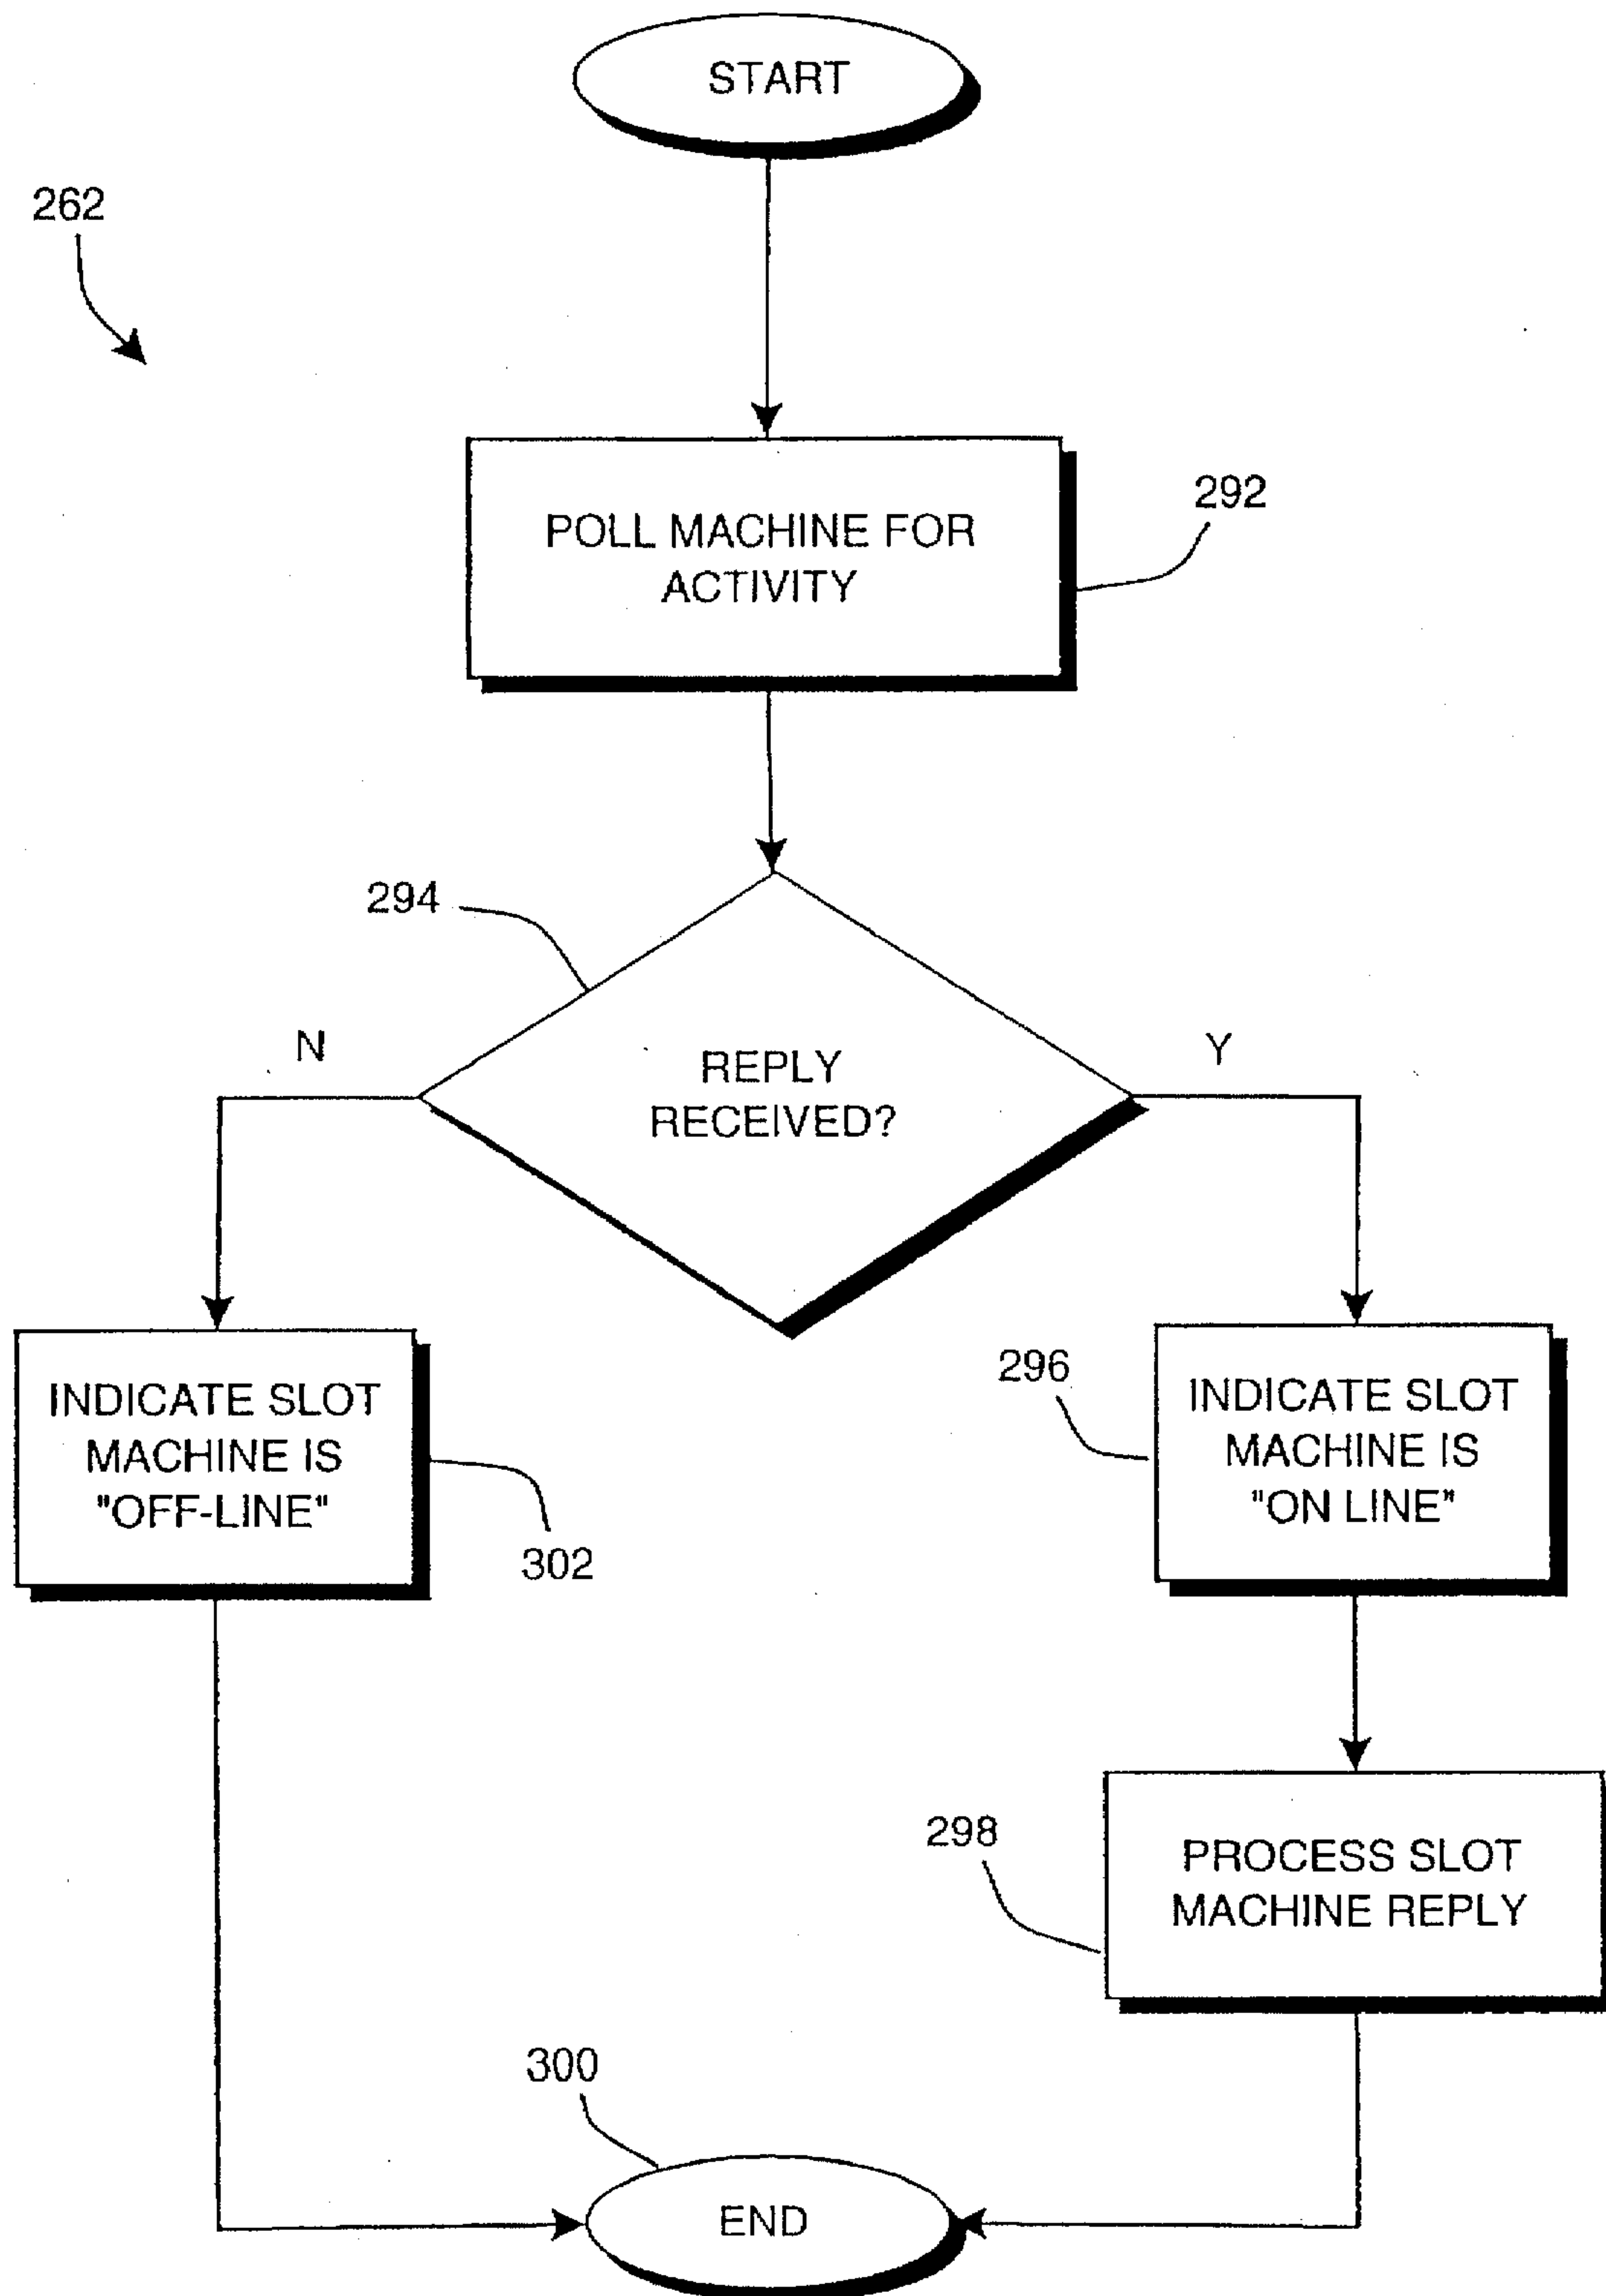 START
262
POLL MACHINE FOR
ACTIVITY
292
294
N
REPLY
RECEIVED?
Y
INDICATE SLOT
MACHINE IS
"OFF-LINE"
302
296
INDICATE SLOT
MACHINE IS
"ON LINE"
298
PROCESS SLOT
MACHINE REPLY
300
END